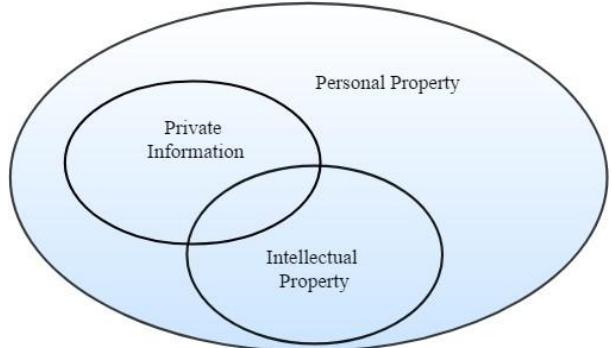 Personal Property
Private
Information
Intellectual
Property